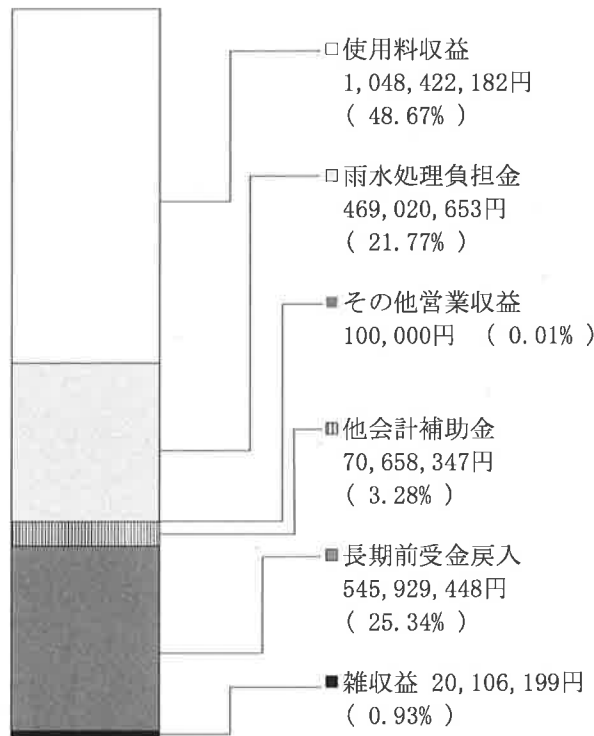 □使用料収益
1,048,422,182円
( 48.67% )
□雨水処理負担金
469,020,653円
( 21.77% )
その他営業収益
100,000円 ( 0.01% )
他会計補助金
70,658,347円
( 3.28% )
長期前受金戻入
545,929,448円
( 25.34% )
■雑収益 20,106,199円
( 0.93% )